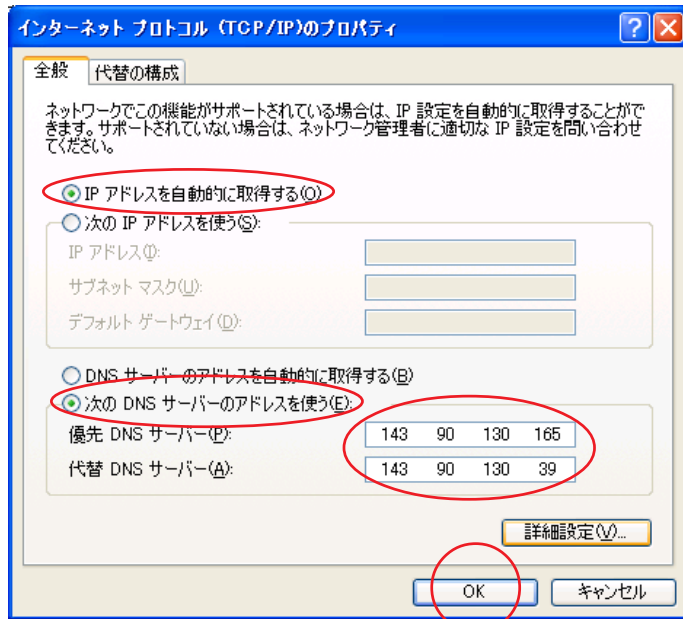 インターネット プロトコル (TCP/IP)のプロパティ
全般
代替の構成
ネットワークでこの機能がサポートされている場合は、IP 設定を自動的に取得することがで
きます。サポートされていない場合は、ネットワーク管理者に適切な IP 設定を問い合わせ
てください。
IP アドレスを自動的に取得する(O)
次の IP アドレスを使う(S):
IP アドレス(I):
サブネット マスク(U):
デフォルト ゲートウェイ(D):
DNS サーバーのアドレスを自動的に取得する(B)
次の DNS サーバーのアドレスを使う(E):
優先 DNS サーバー(P): 143 90 130 165
代替 DNS サーバー(A): 143 90 130 39
詳細設定(V)...
OK キャンセル